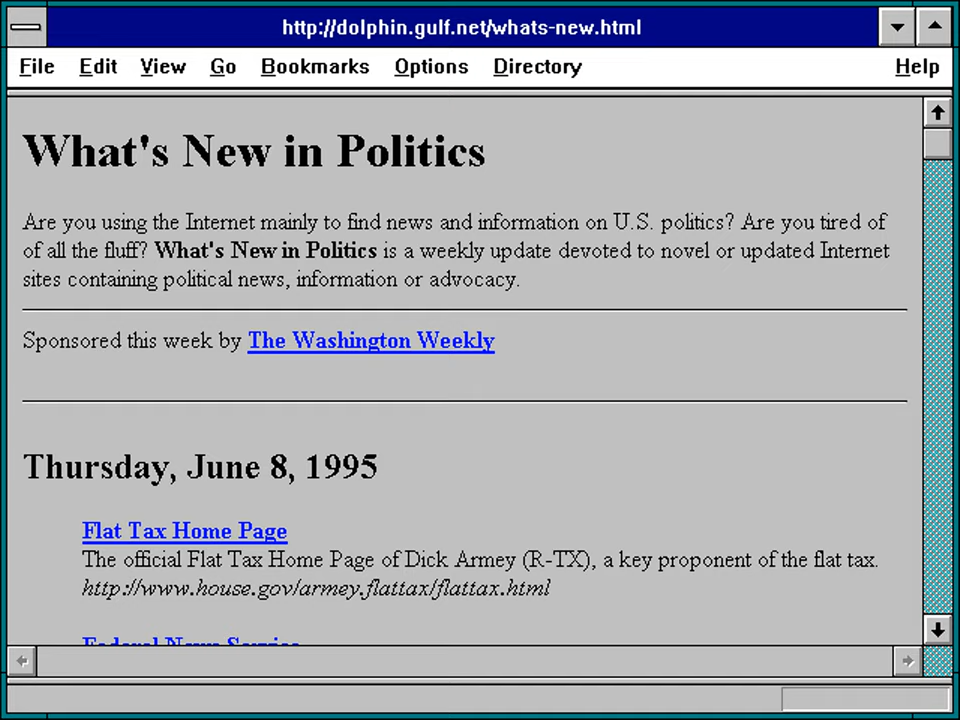 http://dolphin.gulf.net/whats-new.html
File Edit View Go Bookmarks Options Directory Help
What's New in Politics
Are you using the Internet mainly to find news and information on U.S. politics? Are you tired of
of all the fluff? What's New in Politics is a weekly update devoted to novel or updated Internet
sites containing political news, information or advocacy.
Sponsored this week by The Washington Weekly
Thursday, June 8, 1995
Flat Tax Home Page
The official Flat Tax Home Page of Dick Armey (R-TX), a key proponent of the flat tax.
http://www.house.gov/armey.flattax/flattax.html
Federal News Service